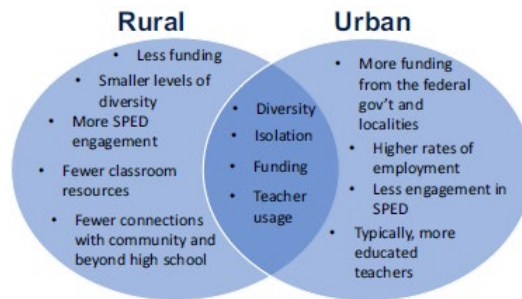 Rural
Urban
• Less funding
• Smaller levels of
diversity
• More SPED
engagement
• Fewer classroom
resources
• Fewer connections
with community and
beyond high school
• Diversity
• Isolation
• Funding
• Teacher
usage
• More funding
from the federal
gov't and
localities
• Higher rates of
employment
• Less engagement in
SPED
• Typically, more
educated
teachers